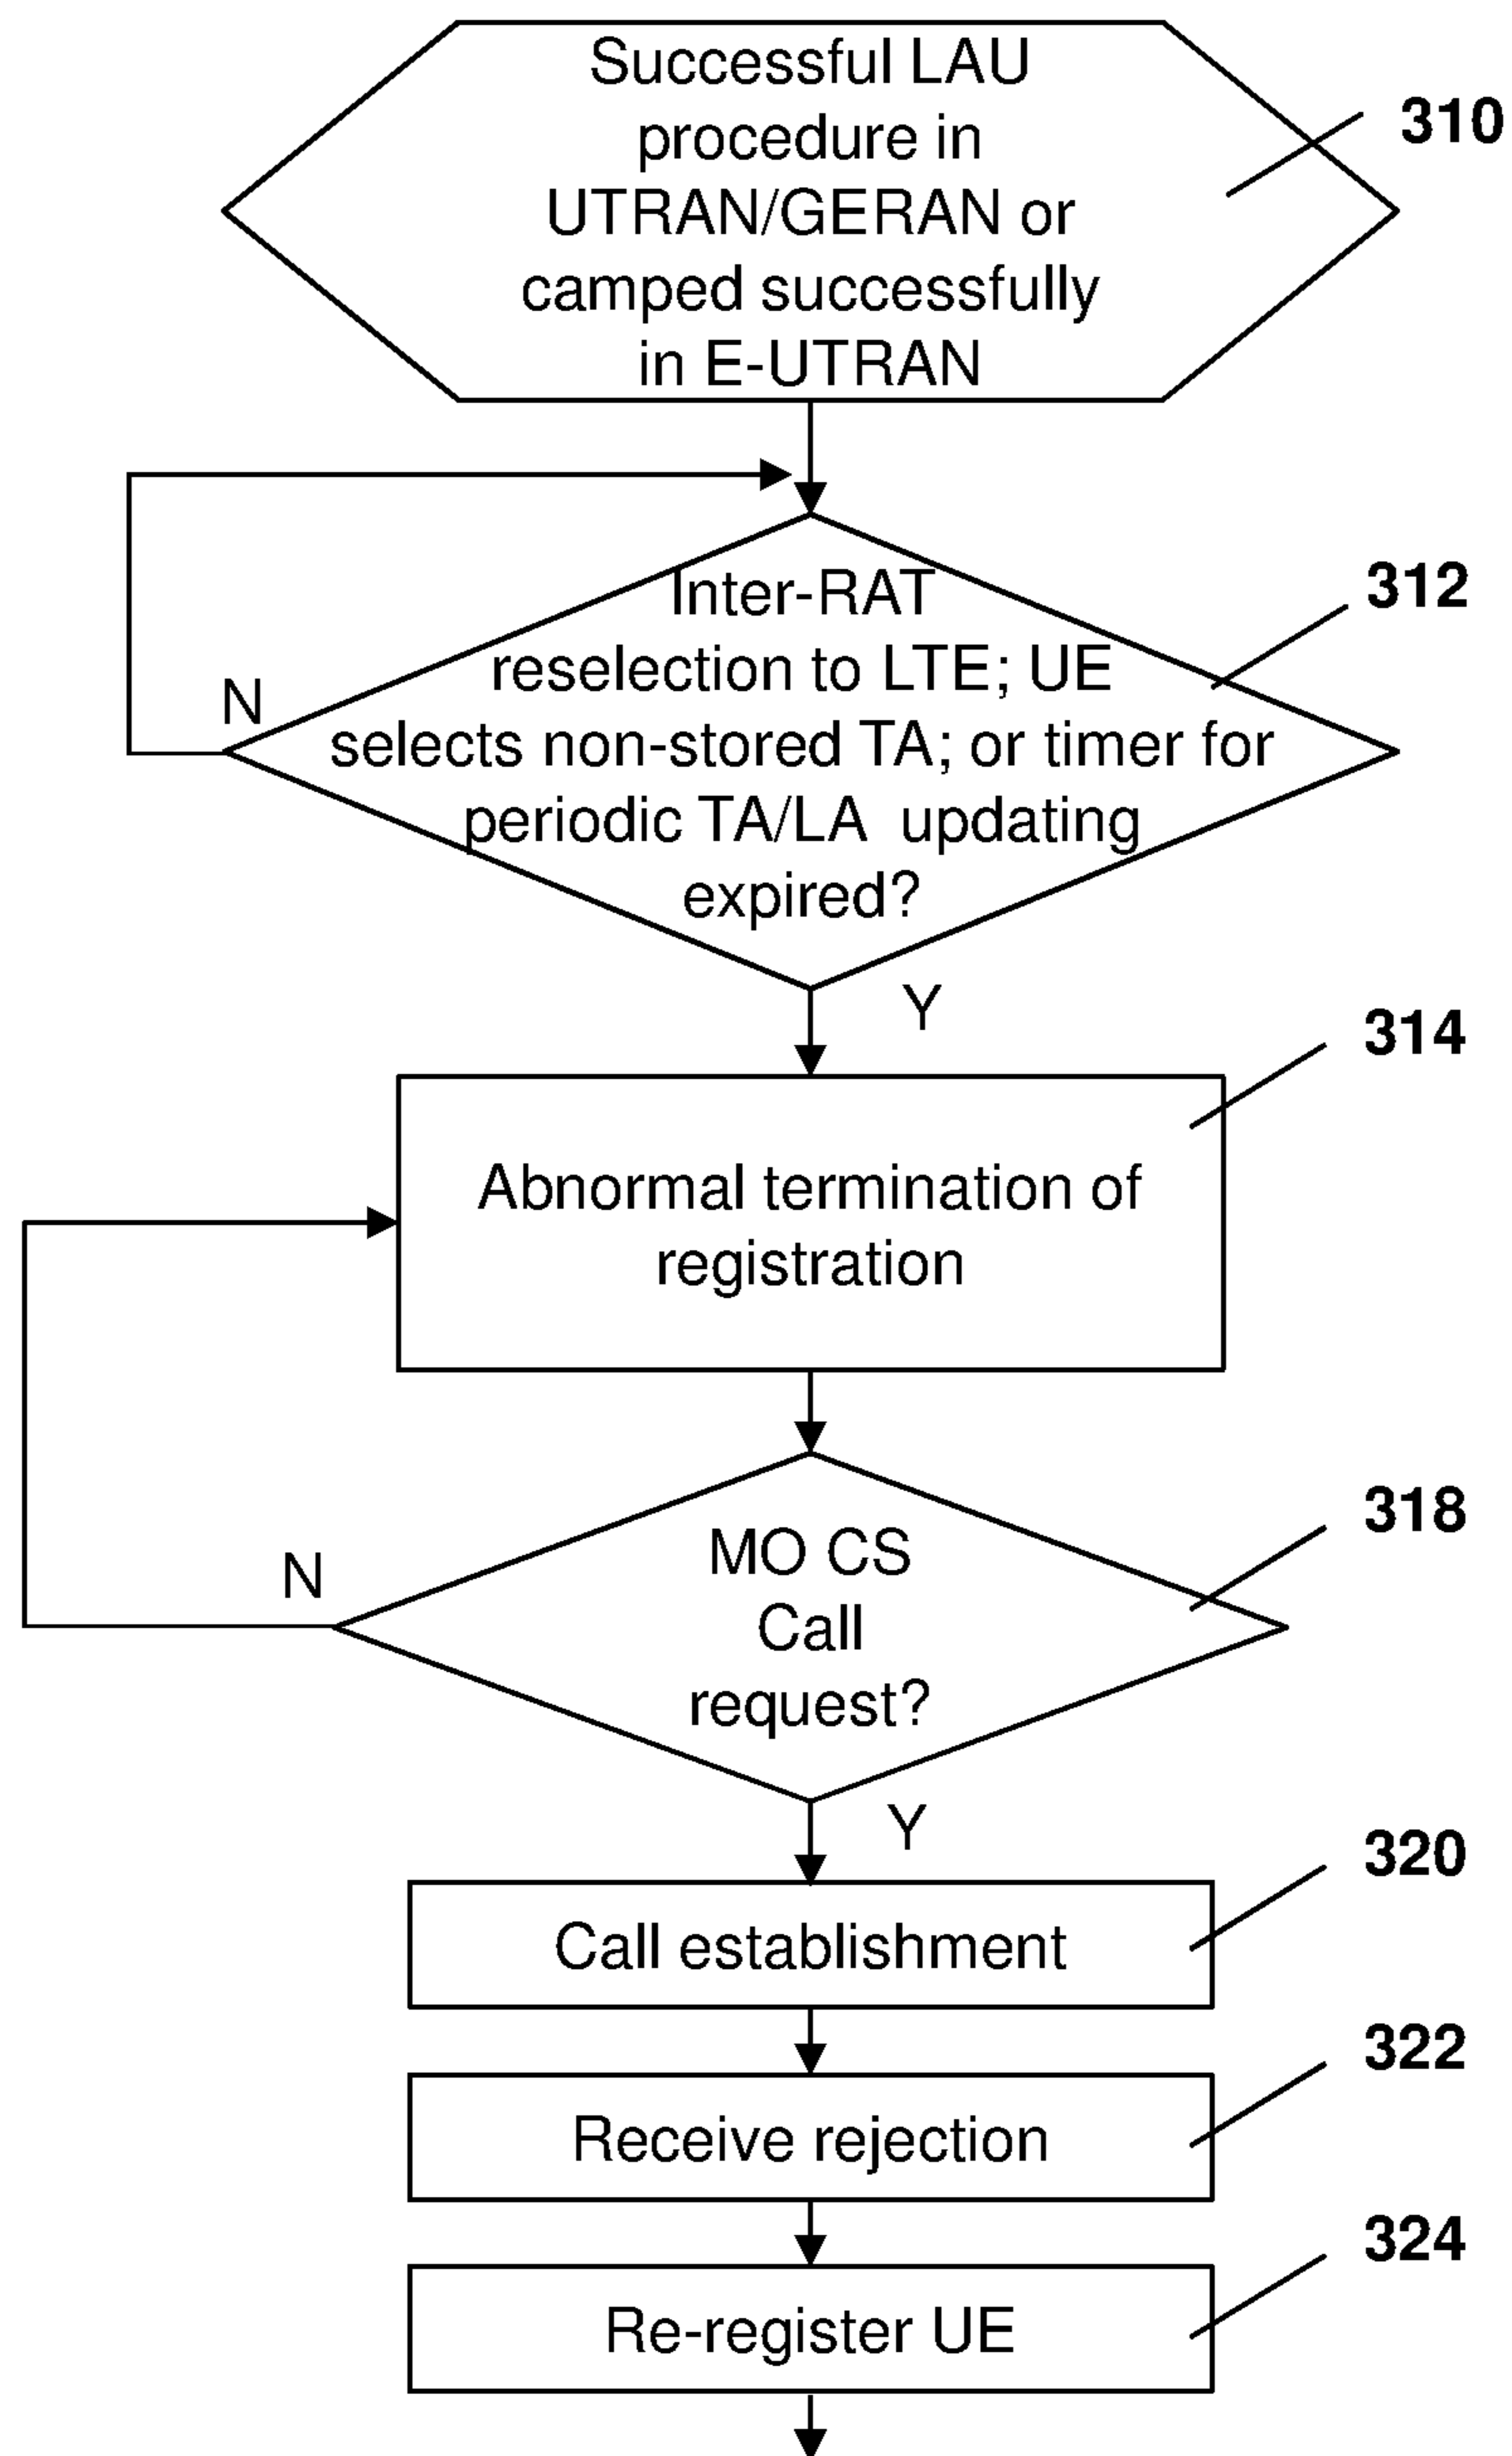 Successful LAU
procedure in
UTRAN/GERAN or
camped successfully
in E-UTRAN
310
Inter-RAT
reselection to LTE; UE
selects non-stored TA; or timer for
periodic TA/LA updating
expired?
312
N
Y
314
Abnormal termination of
registration
318
MO CS
Call
request?
N
Y
320
Call establishment
322
Receive rejection
324
Re-register UE